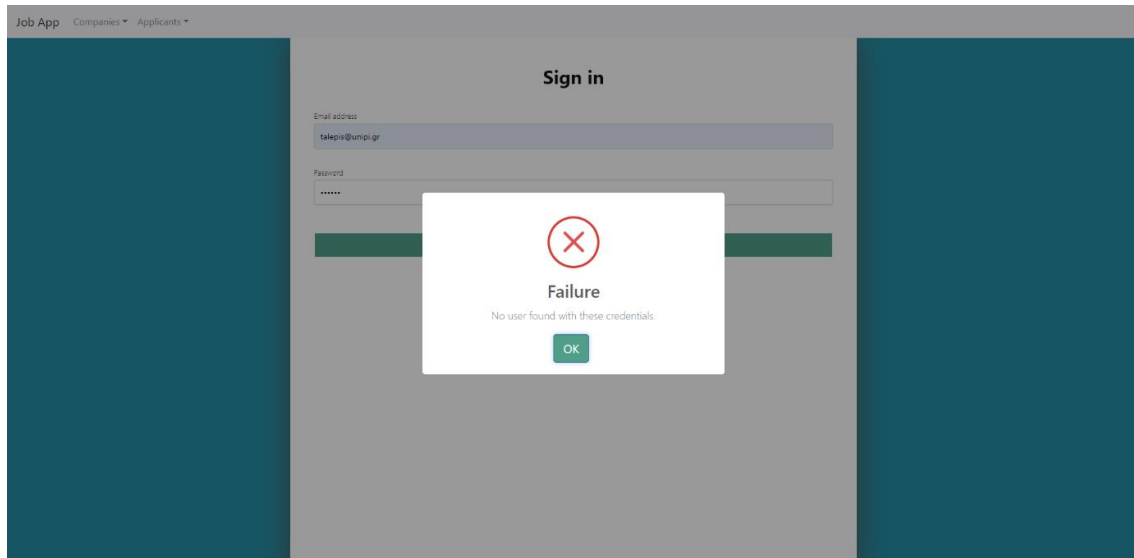 Job App Companies Applicants
Sign in
Email address
talepis@unipi.gr
Password
••••••
Failure
No user found with these credentials.
OK